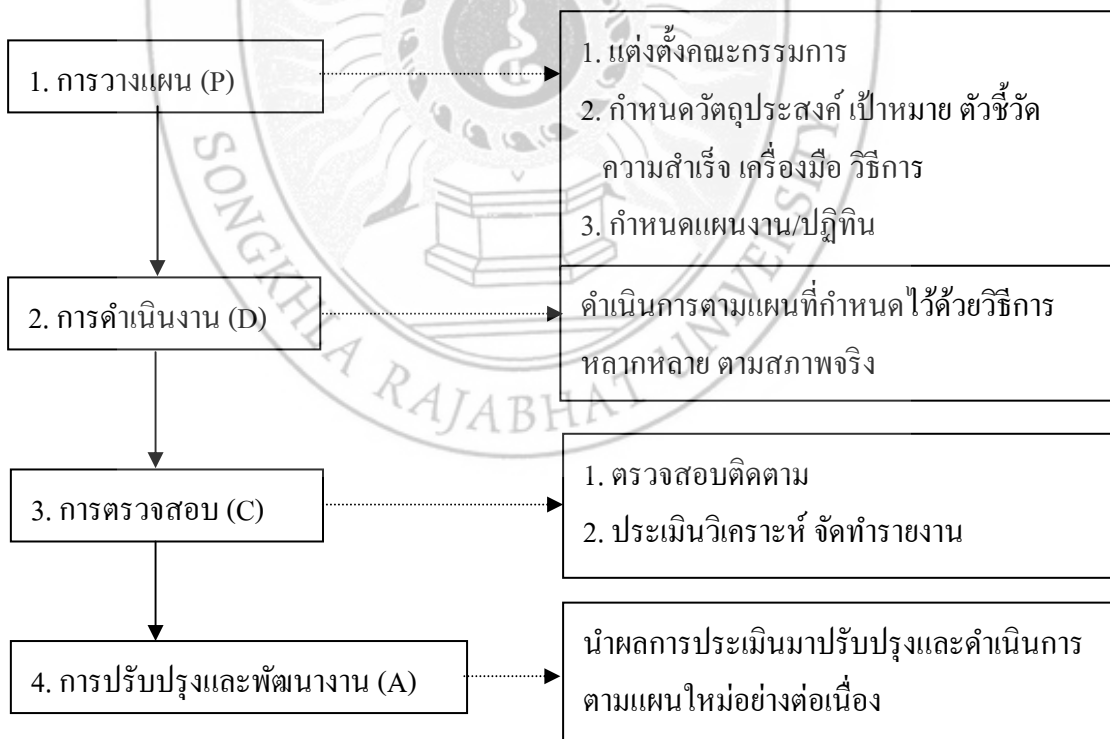 1. การวางแผน (P)
1. แต่งตั้งคณะกรรมการ
2. กำหนดวัตถุประสงค์ เป้าหมาย ตัวชี้วัด
ความสำเร็จ เครื่องมือ วิธีการ
3. กำหนดแผนงาน/ปฏิทิน
2. การดำเนินงาน (D)
ดำเนินการตามแผนที่กำหนดไว้ด้วยวิธีการ
หลากหลาย ตามสภาพจริง
3. การตรวจสอบ (C)
1. ตรวจสอบติดตาม
2. ประเมินวิเคราะห์ จัดทำรายงาน
4. การปรับปรุงและพัฒนางาน (A)
นำผลการประเมินมาปรับปรุงและดำเนินการ
ตามแผนใหม่อย่างต่อเนื่อง
SONGKHLA RAJABHAT UNIVERSITY